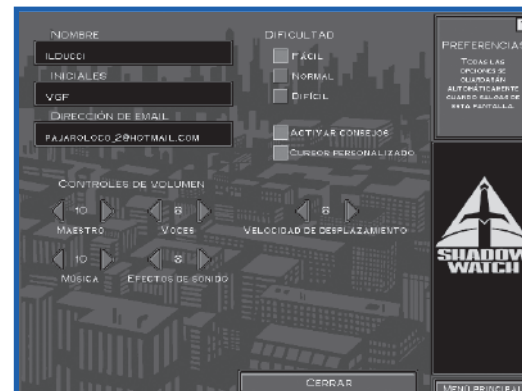 NOMBRE
ILDUCCI
INICIALES
VGF
DIRECCIÓN DE EMAIL
PAJAROLOCO_2@HOTMAIL.COM
DIFICULTAD
FÁCIL
NORMAL
DIFÍCIL
ACTIVAR CONSEJOS
CURSOR PERSONALIZADO
CONTROLES DE VOLUMEN
10
MAESTRO
8
VOCES
8
VELOCIDAD DE DESPLAZAMIENTO
10
MÚSICA
8
EFECTOS DE SONIDO
CERRAR
PREFERENCIAS
TODAS LAS
OPCIONES SE
GUARDARÁN
AUTOMÁTICAMENTE
CUANDO SALGAS DE
ESTA PANTALLA.
SHADOW
WATCH
MENÚ PRINCIPAL